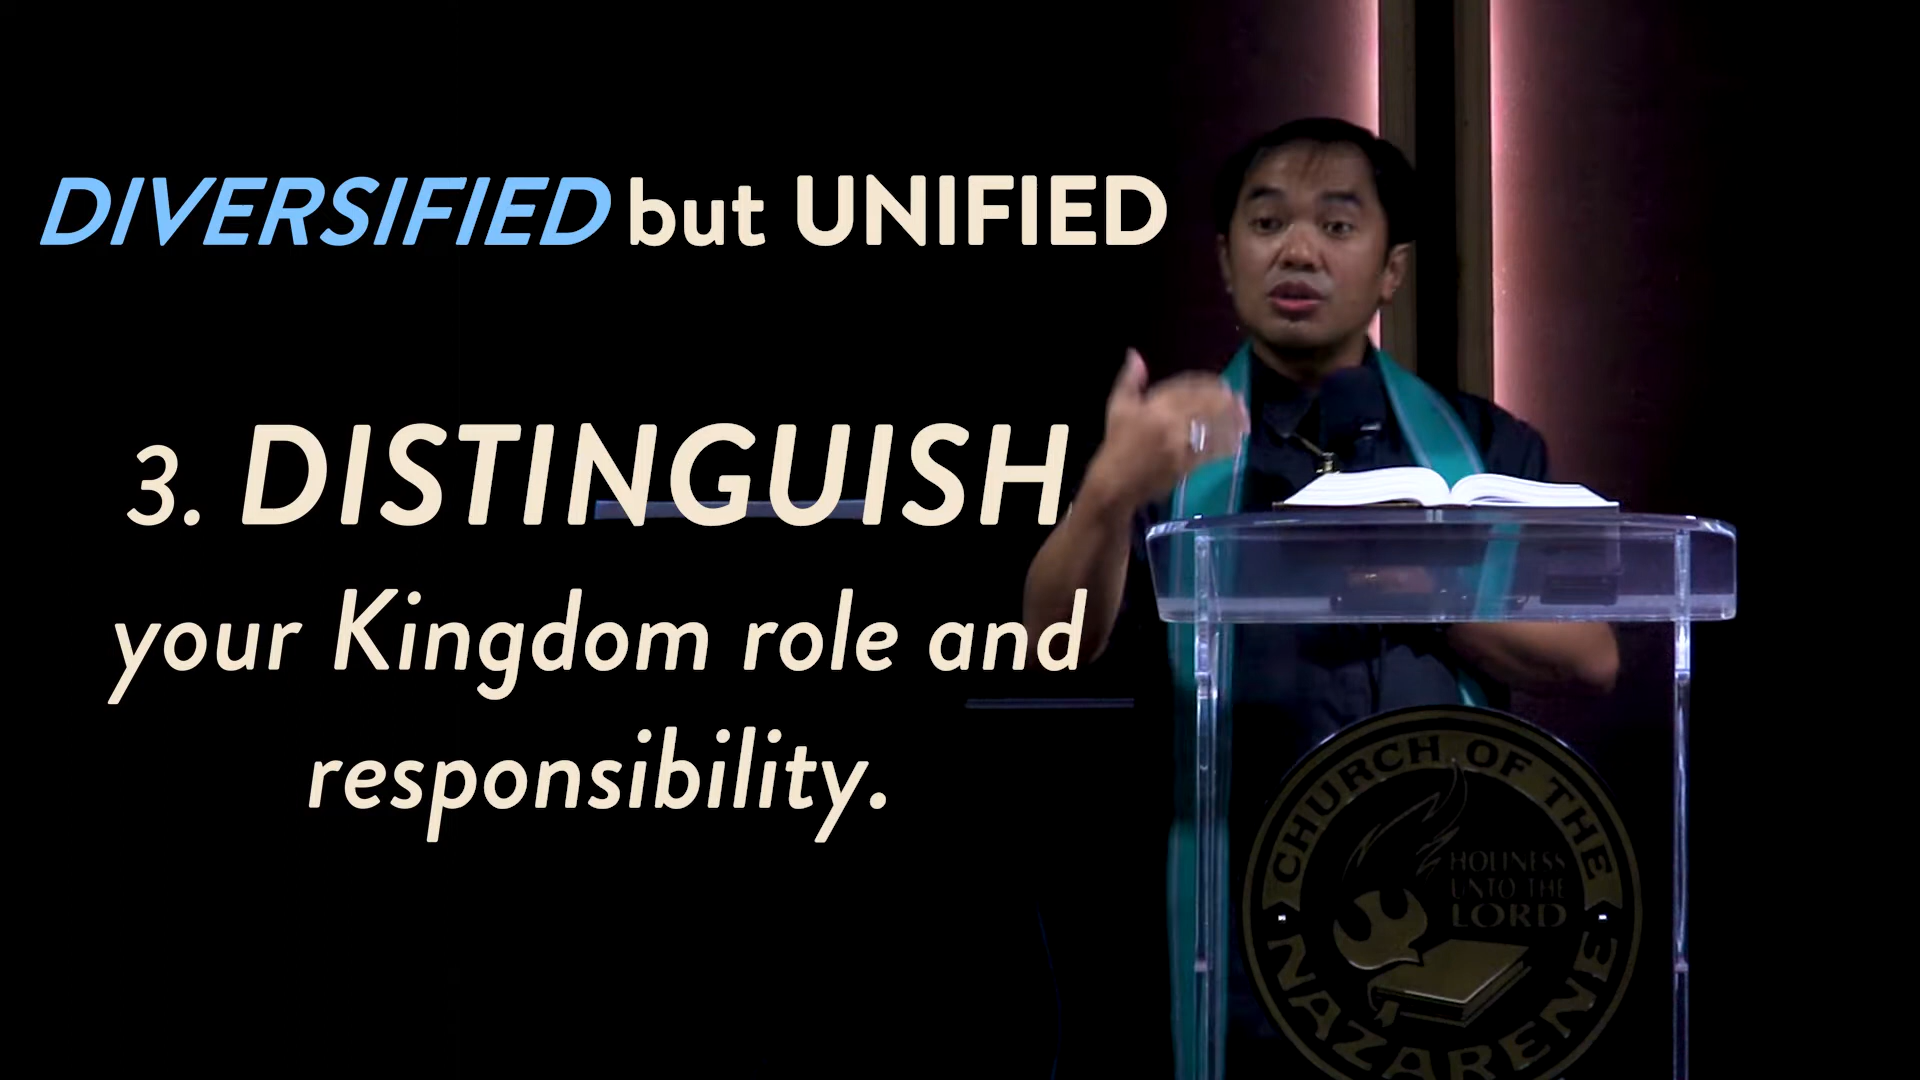 DIVERSIFIED but UNIFIED
3. DISTINGUISH
your Kingdom role and
responsibility.
CHURCH OF THE
NAZARENE
HOLINESS
UNTO THE
LORD